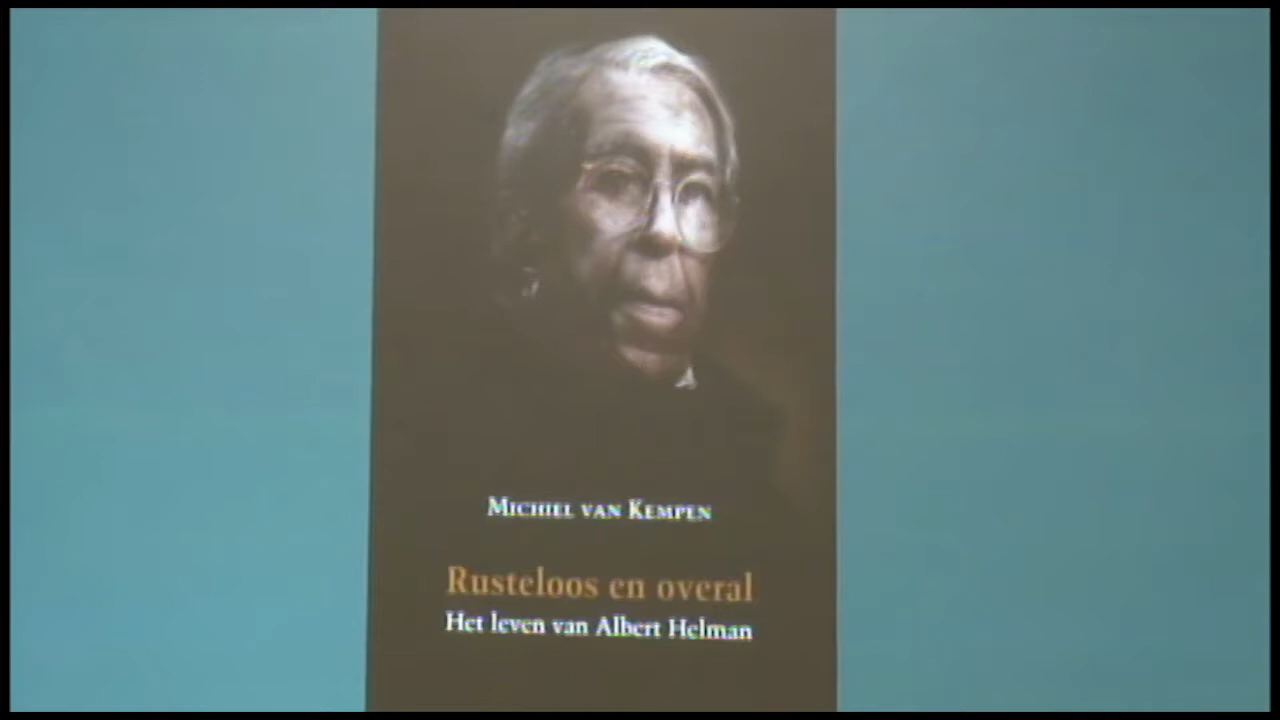 MICHIEL VAN KEMPEN
Rusteloos en overal
Het leven van Albert Helman